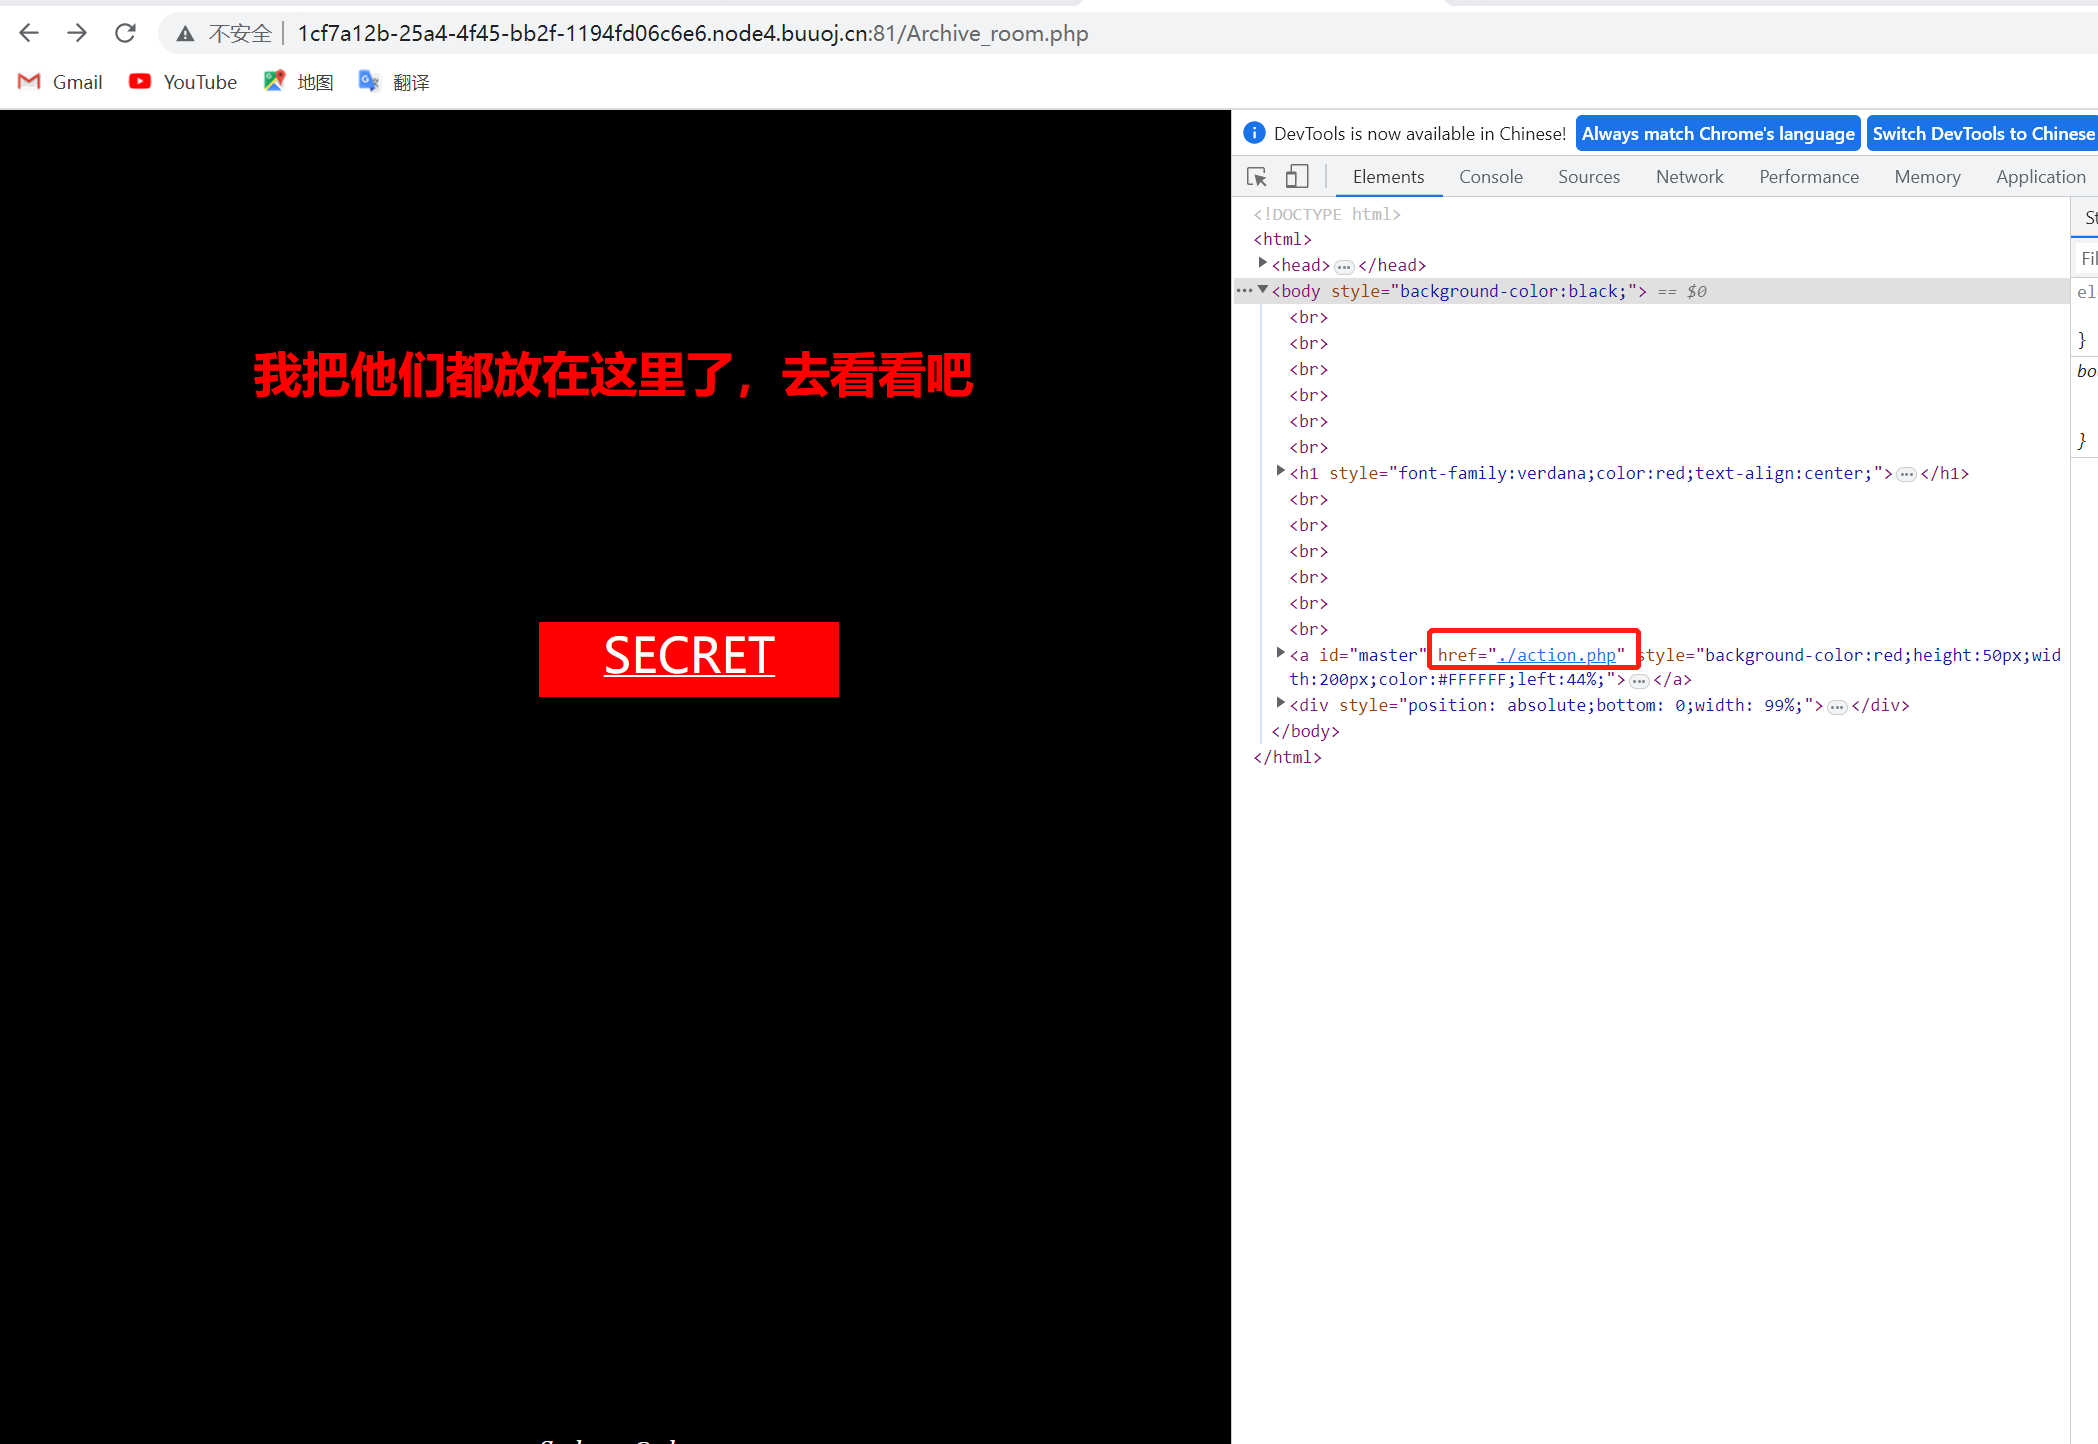 不安全 | 1cf7a12b-25a4-4f45-bb2f-1194fd06c6e6.node4.buuoj.cn:81/Archive_room.php
Gmail YouTube 地图 翻译
我把他们都放在这里了，去看看吧
SECRET
DevTools is now available in Chinese! Always match Chrome's language Switch DevTools to Chinese
Elements Console Sources Network Performance Memory Application
<!DOCTYPE html>
<html>
<head>…</head>
<body style="background-color:black;"> == $0
<br>
<br>
<br>
<br>
<br>
<br>
<h1 style="font-family:verdana;color:red;text-align:center;">…</h1>
<br>
<br>
<br>
<br>
<br>
<br>
<a id="master" href="./action.php" style="background-color:red;height:50px;wid
th:200px;color:#FFFFFF;left:44%;">…</a>
<div style="position: absolute;bottom: 0;width: 99%;">…</div>
</body>
</html>
}
}